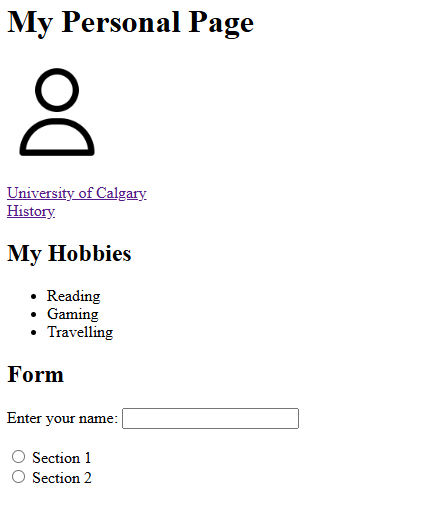 My Personal Page
University of Calgary
History
My Hobbies
Reading
Gaming
Travelling
Form
Enter your name:
Section 1
Section 2